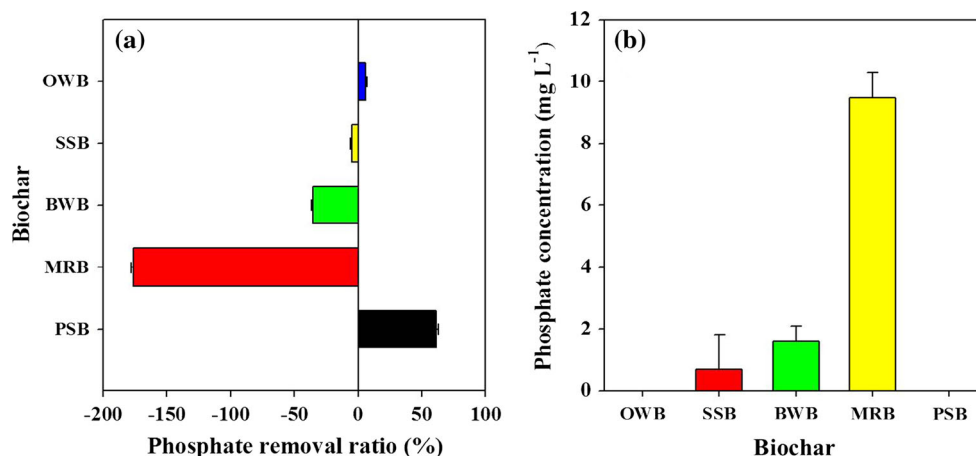 (a)
OWB
SSB
BWB
MRB
PSB
Biochar
-200 -150 -100 -50 0 50 100
Phosphate removal ratio (%)
(b)
Phosphate concentration (mg L⁻¹)
12
10
8
6
4
2
0
OWB SSB BWB MRB PSB
Biochar